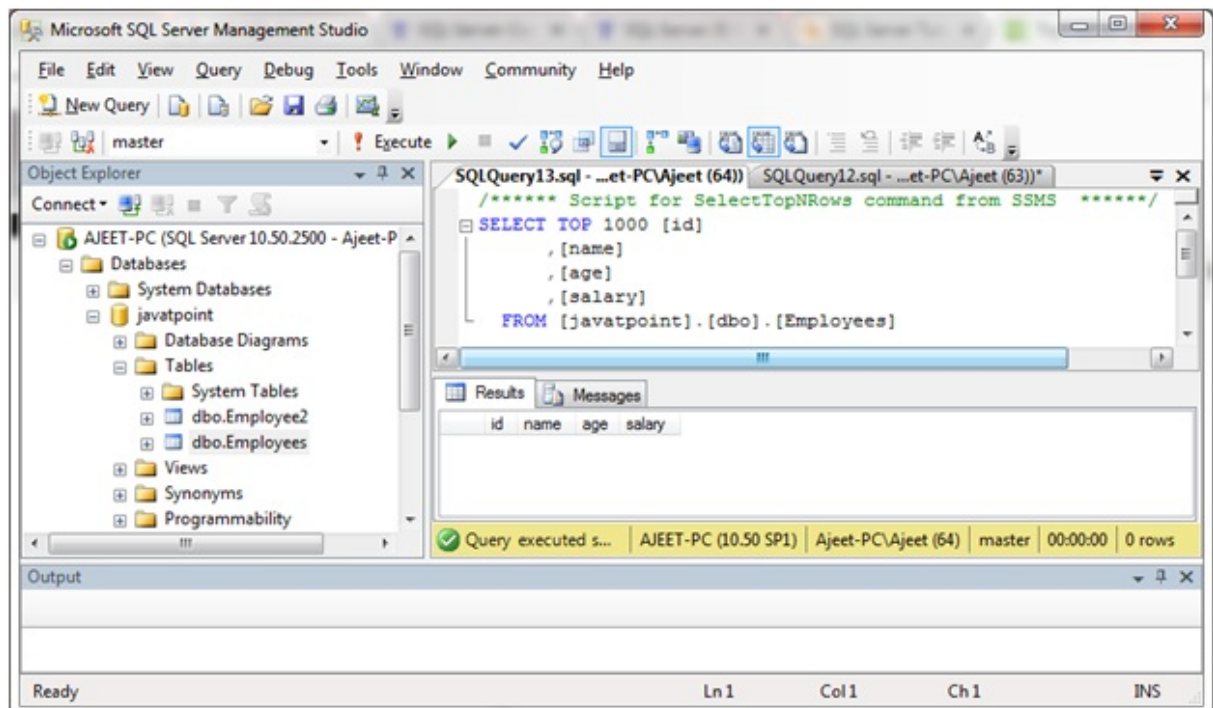 Microsoft SQL Server Management Studio
File Edit View Query Debug Tools Window Community Help
New Query
master Execute
Object Explorer
Connect
AJEET-PC (SQL Server 10.50.2500 - Ajeet-P
Databases
System Databases
javatpoint
Database Diagrams
Tables
System Tables
dbo.Employee2
dbo.Employees
Views
Synonyms
Programmability
SQLQuery13.sql - ...et-PC\Ajeet (64)) SQLQuery12.sql - ...et-PC\Ajeet (63))*
/****** Script for SelectTopNRows command from SSMS ******/
SELECT TOP 1000 [id]
,[name]
,[age]
,[salary]
FROM [javatpoint].[dbo].[Employees]
Results Messages
id name age salary
Query executed s... AJEET-PC (10.50 SP1) Ajeet-PC\Ajeet (64) master 00:00:00 0 rows
Output
Ready Ln 1 Col 1 Ch 1 INS